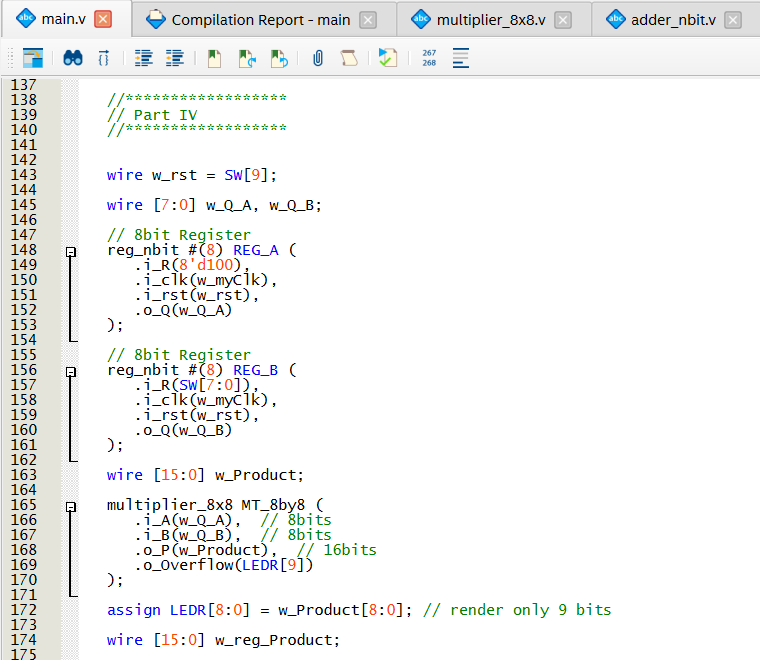 abc main.v Compilation Report - main abc multiplier_8x8.v abc adder_nbit.v
{} 267 268
137
138 //******************
139 // Part IV
140 //******************
141
142
143 wire w_rst = SW[9];
144
145 wire [7:0] w_Q_A, w_Q_B;
146
147 // 8bit Register
148 reg_nbit #(8) REG_A (
149 .i_R(8'd100),
150 .i_clk(w_myClk),
151 .i_rst(w_rst),
152 .o_Q(w_Q_A)
153 );
154
155 // 8bit Register
156 reg_nbit #(8) REG_B (
157 .i_R(SW[7:0]),
158 .i_clk(w_myClk),
159 .i_rst(w_rst),
160 .o_Q(w_Q_B)
161 );
162
163 wire [15:0] w_Product;
164
165 multiplier_8x8 MT_8by8 (
166 .i_A(w_Q_A), // 8bits
167 .i_B(w_Q_B), // 8bits
168 .o_P(w_Product), // 16bits
169 .o_Overflow(LEDR[9])
170 );
171
172 assign LEDR[8:0] = w_Product[8:0]; // render only 9 bits
173
174 wire [15:0] w_reg_Product;
175